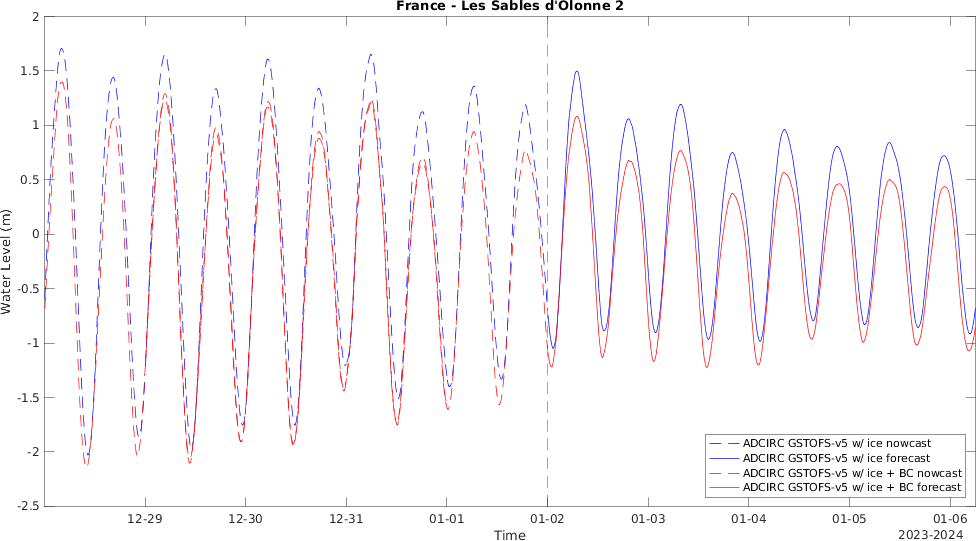 France - Les Sables d'Olonne 2
Water Level (m)
2
1.5
1
0.5
0
-0.5
-1
-1.5
-2
-2.5
12-29
12-30
12-31
01-01
01-02
01-03
01-04
01-05
01-06
Time
2023-2024
ADCIRC GSTOFS-v5 w/ ice nowcast
ADCIRC GSTOFS-v5 w/ ice forecast
ADCIRC GSTOFS-v5 w/ ice + BC nowcast
ADCIRC GSTOFS-v5 w/ ice + BC forecast